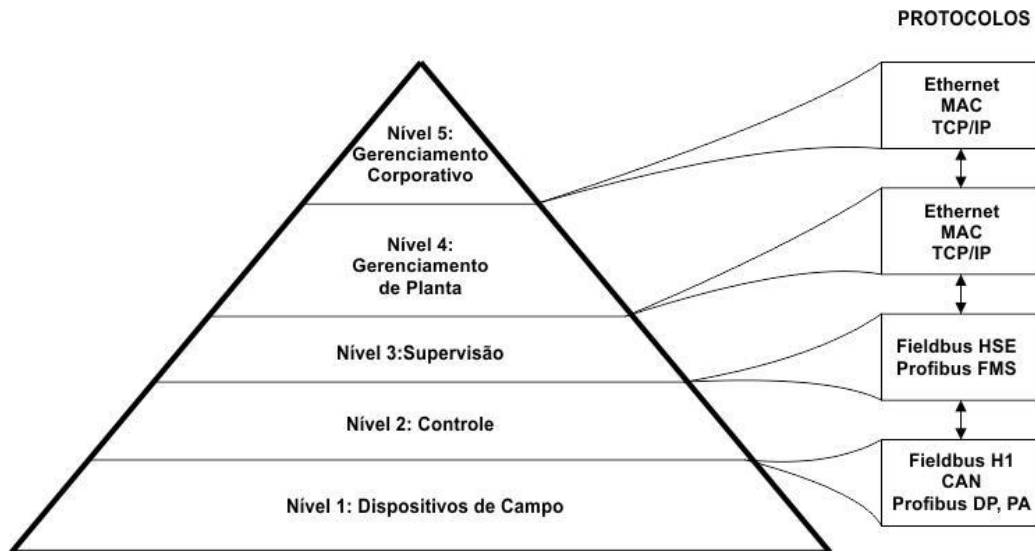 PROTOCOLOS
Nível 5:
Gerenciamento
Corporativo
Ethernet
MAC
TCP/IP
Nível 4:
Gerenciamento
de Planta
Ethernet
MAC
TCP/IP
Nível 3:Supervisão
Fieldbus HSE
Profibus FMS
Nível 2: Controle
Nível 1: Dispositivos de Campo
Fieldbus H1
CAN
Profibus DP, PA